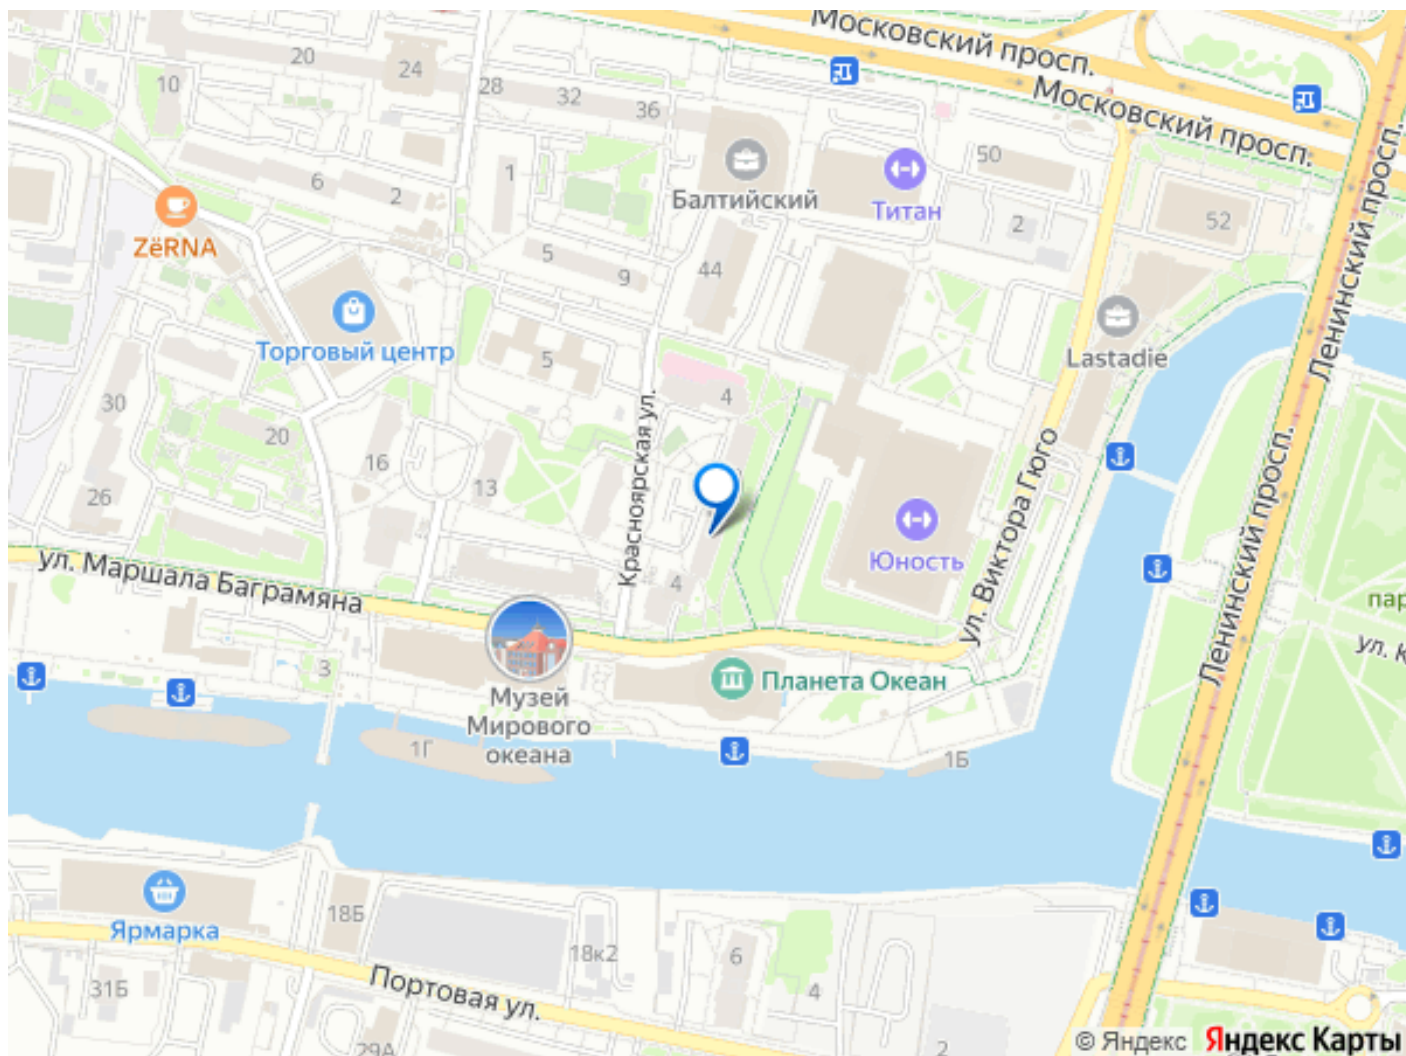 Московский просп.
Московский просп.
20
24
10
28
32
36
50
Балтийский
Титан
2
52
1
6
2
ZёRNA
5
9
44
Ленинский просп.
Торговый центр
Lastadie
5
4
30
20
Красноярская ул.
16
13
26
ул. Виктора Гюго
Ленинский просп.
Юность
ул. Маршала Баграмяна
4
пар
ул. К
3
Планета Океан
Музей
Мирового
океана
1Г
1Б
Ярмарка
18Б
18к2
6
31Б
Портовая ул.
4
29А
2
© Яндекс Яндекс Карты